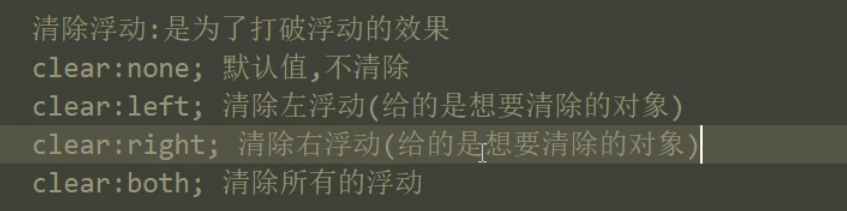 清除浮动:是为了打破浮动的效果
clear:none; 默认值,不清除
clear:left; 清除左浮动(给的是想要清除的对象)
clear:right; 清除右浮动(给的是想要清除的对象)
clear:both; 清除所有的浮动